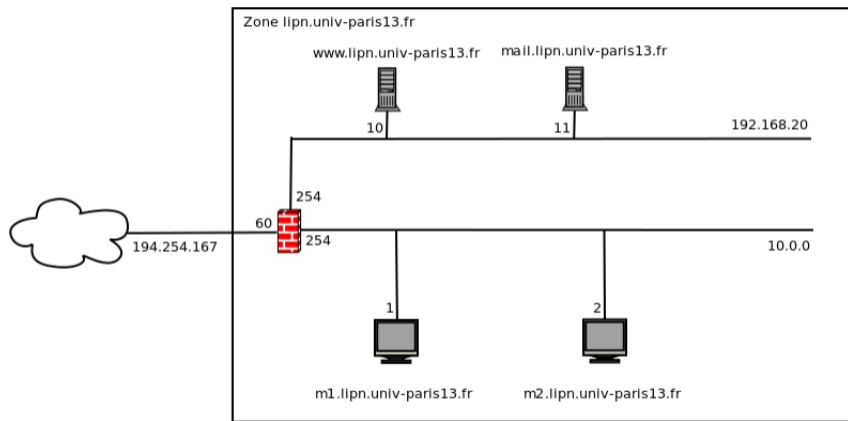 Zone lipn.univ-paris13.fr
www.lipn.univ-paris13.fr
mail.lipn.univ-paris13.fr
10
11
192.168.20
254
60
254
194.254.167
10.0.0
1
2
m1.lipn.univ-paris13.fr
m2.lipn.univ-paris13.fr